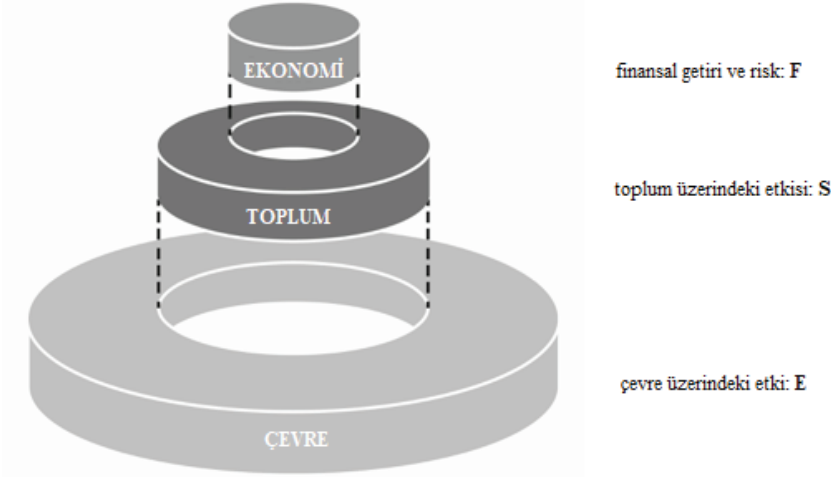 EKONOMİ
finansal getiri ve risk: F
TOPLUM
toplum üzerindeki etkisi: S
ÇEVRE
çevre üzerindeki etki: E